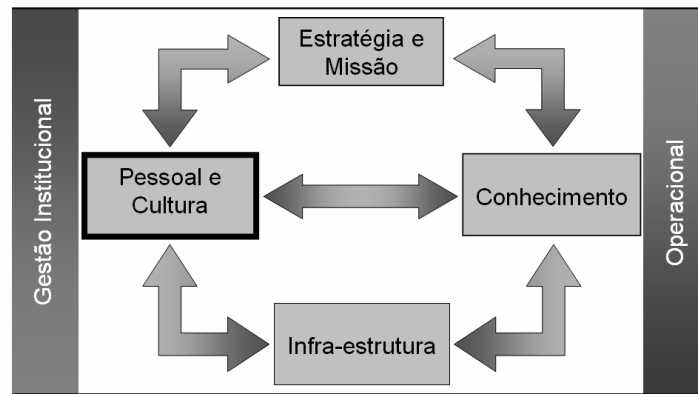 Gestão Institucional
Estratégia e
Missão
Pessoal e
Cultura
Conhecimento
Infra-estrutura
Operacional